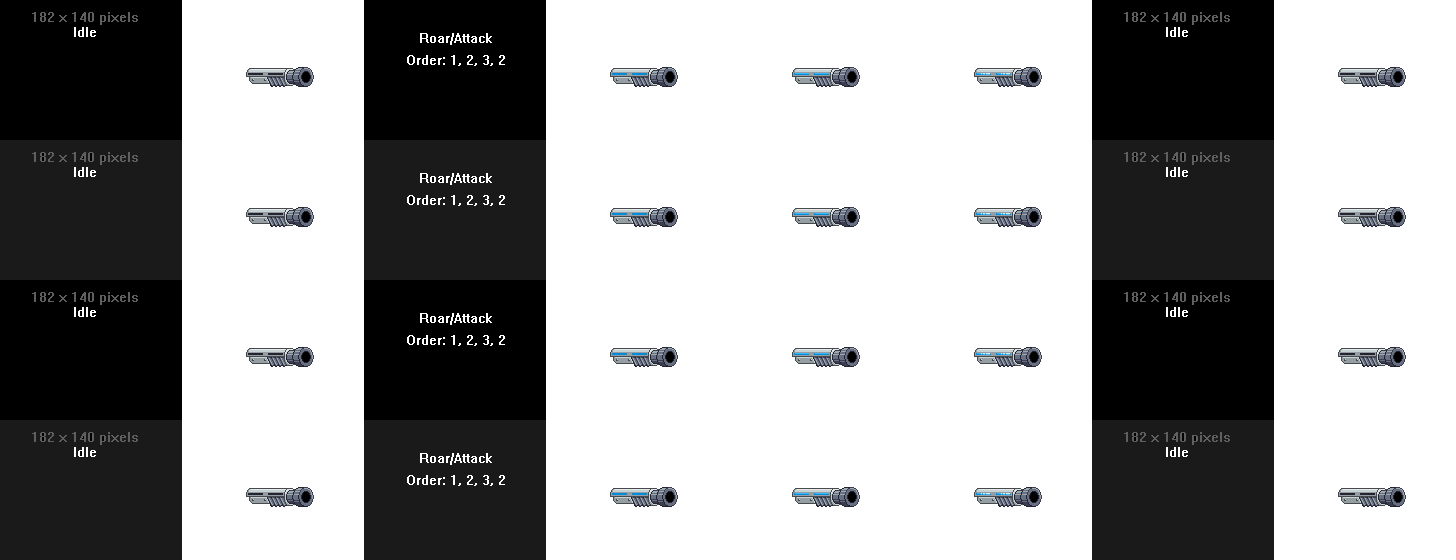 182 x 140 pixels
Idle
Roar/Attack
Order: 1, 2, 3, 2
182 x 140 pixels
Idle
182 x 140 pixels
Idle
Roar/Attack
Order: 1, 2, 3, 2
182 x 140 pixels
Idle
182 x 140 pixels
Idle
Roar/Attack
Order: 1, 2, 3, 2
182 x 140 pixels
Idle
182 x 140 pixels
Idle
Roar/Attack
Order: 1, 2, 3, 2
182 x 140 pixels
Idle